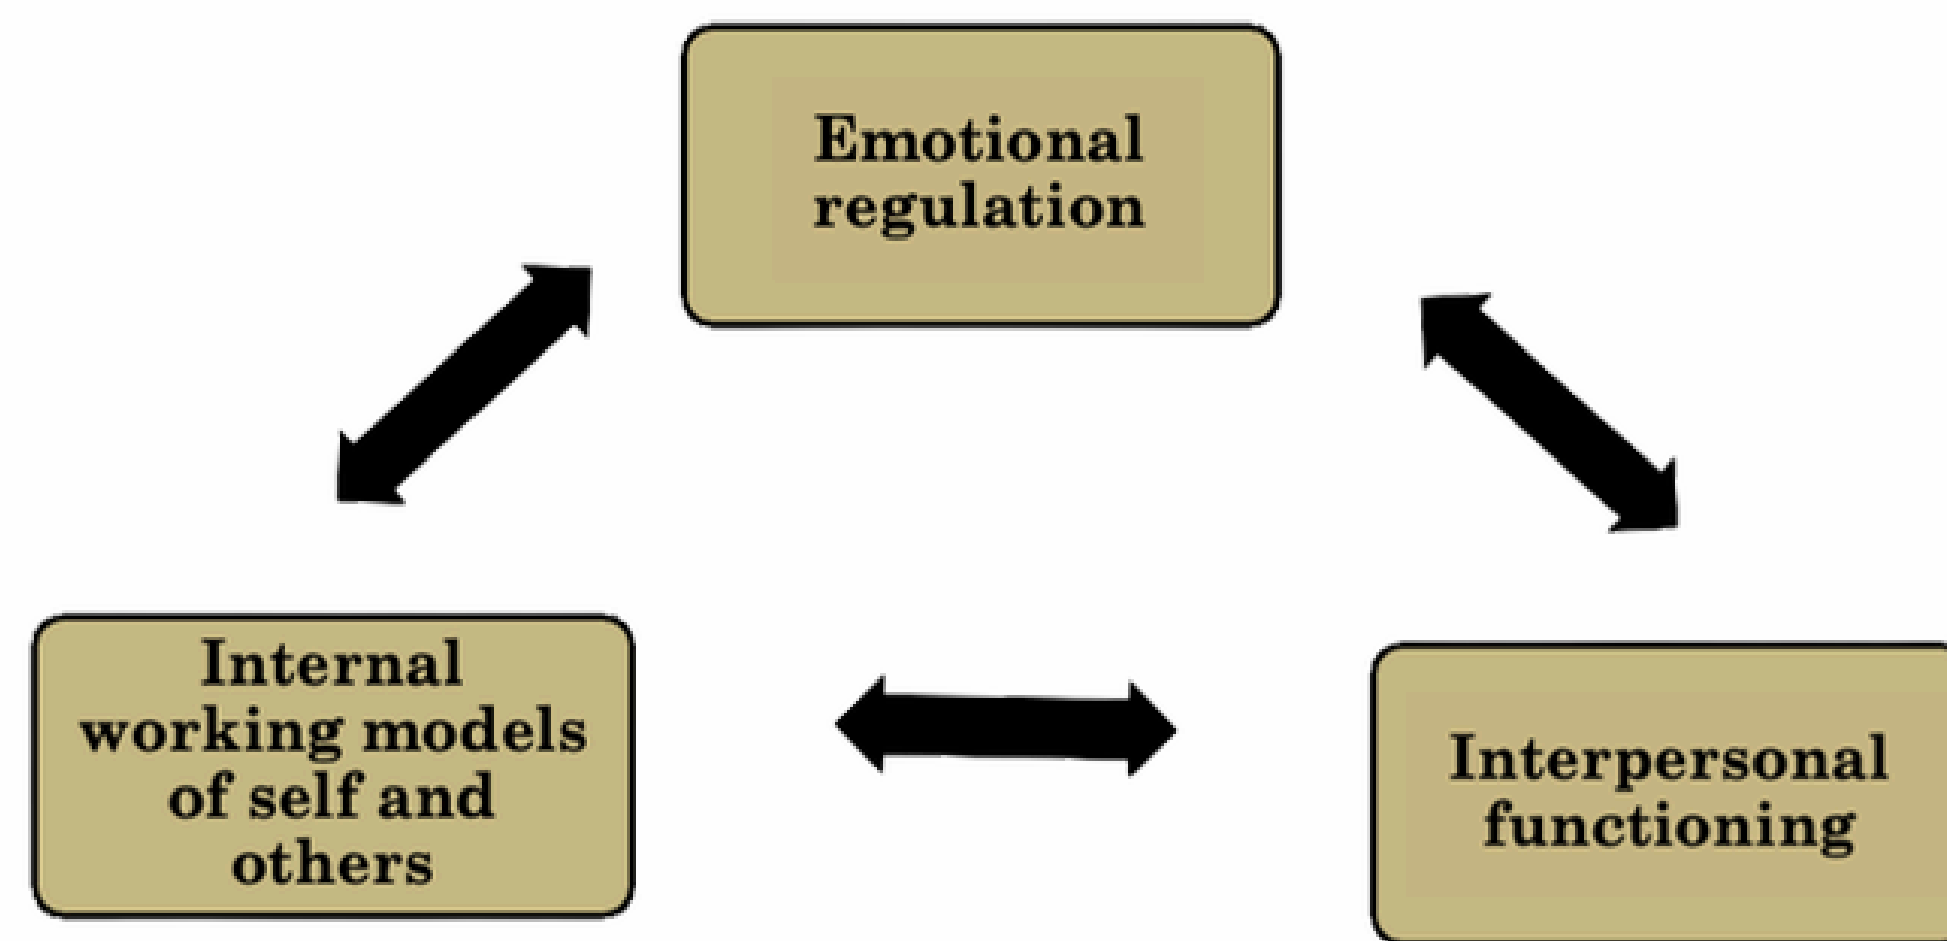 Emotional
regulation
Internal
working models
of self and
others
Interpersonal
functioning